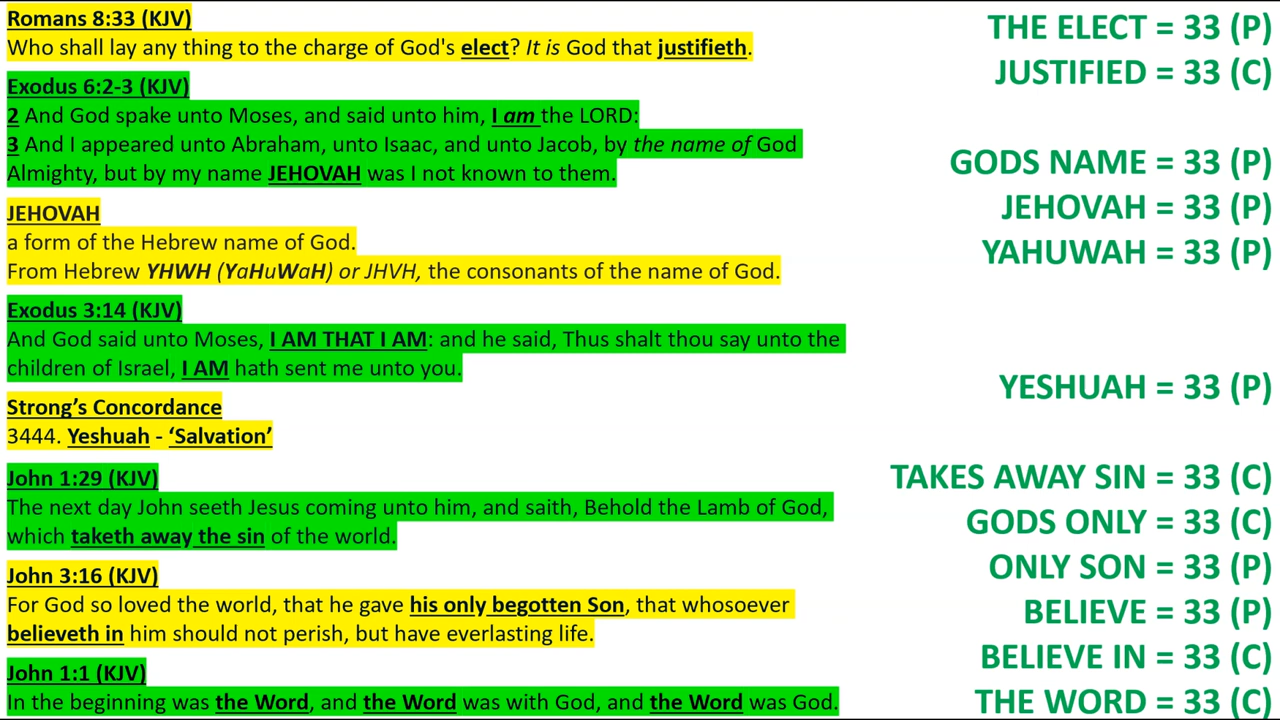 Romans 8:33 (KJV)
Who shall lay any thing to the charge of God's elect? It is God that justifieth.
Exodus 6:2-3 (KJV)
2 And God spake unto Moses, and said unto him, I am the LORD:
3 And I appeared unto Abraham, unto Isaac, and unto Jacob, by the name of God
Almighty, but by my name JEHOVAH was I not known to them.
JEHOVAH
a form of the Hebrew name of God.
From Hebrew YHWH (YaHuWaH) or JHVH, the consonants of the name of God.
Exodus 3:14 (KJV)
And God said unto Moses, I AM THAT I AM: and he said, Thus shalt thou say unto the
children of Israel, I AM hath sent me unto you.
Strong’s Concordance
3444. Yeshuah - ‘Salvation’
John 1:29 (KJV)
The next day John seeth Jesus coming unto him, and saith, Behold the Lamb of God,
which taketh away the sin of the world.
John 3:16 (KJV)
For God so loved the world, that he gave his only begotten Son, that whosoever
believeth in him should not perish, but have everlasting life.
John 1:1 (KJV)
In the beginning was the Word, and the Word was with God, and the Word was God.
THE ELECT = 33 (P)
JUSTIFIED = 33 (C)
GODS NAME = 33 (P)
JEHOVAH = 33 (P)
YAHUWAH = 33 (P)
YESHUAH = 33 (P)
TAKES AWAY SIN = 33 (C)
GODS ONLY = 33 (C)
ONLY SON = 33 (P)
BELIEVE = 33 (P)
BELIEVE IN = 33 (C)
THE WORD = 33 (C)